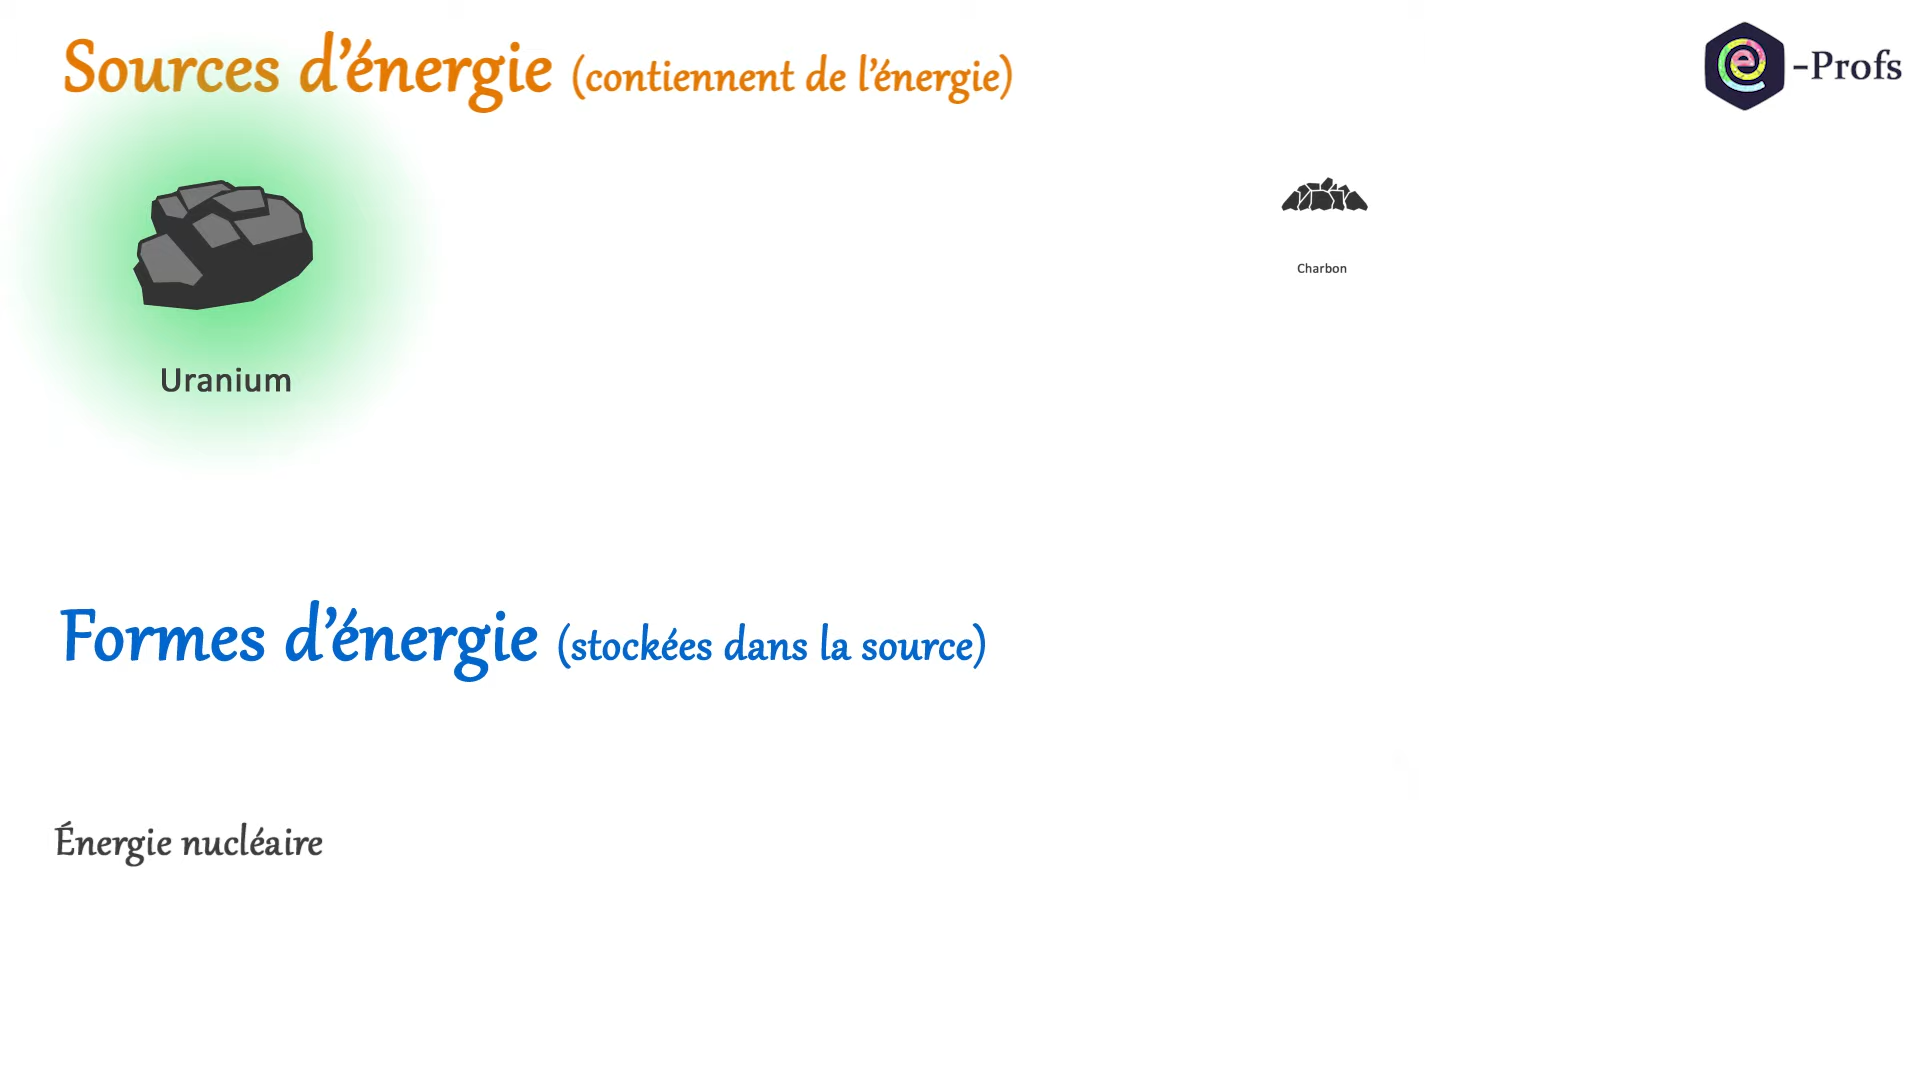 Sources d'énergie (contiennent de l'énergie)
e -Profs
Charbon
Uranium
Formes d'énergie (stockées dans la source)
Énergie nucléaire